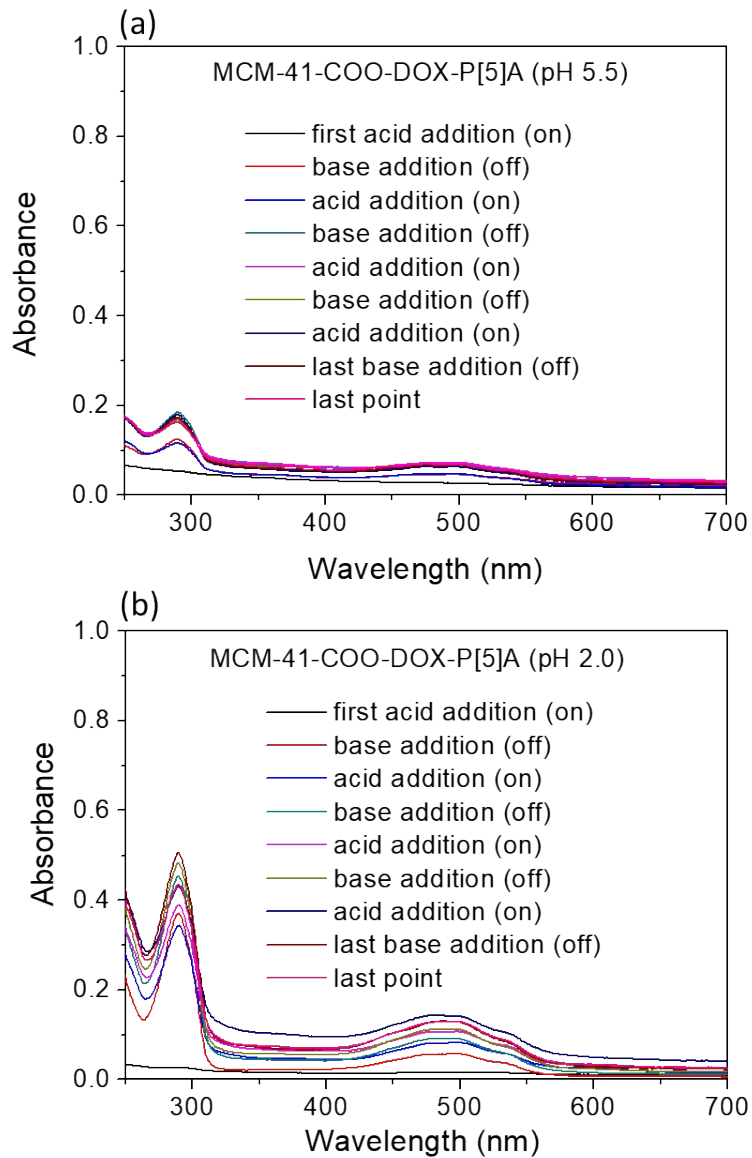 (a)
1.0
MCM-41-COO-DOX-P[5]A (pH 5.5)
first acid addition (on)
0.8
base addition (off)
acid addition (on)
0.6
base addition (off)
acid addition (on)
base addition (off)
0.4
acid addition (on)
last base addition (off)
last point
0.2
0.0
Absorbance
300 400 500 600 700
Wavelength (nm)
(b)
1.0
MCM-41-COO-DOX-P[5]A (pH 2.0)
first acid addition (on)
0.8
base addition (off)
acid addition (on)
0.6
base addition (off)
acid addition (on)
base addition (off)
0.4
acid addition (on)
last base addition (off)
last point
0.2
0.0
Absorbance
300 400 500 600 700
Wavelength (nm)